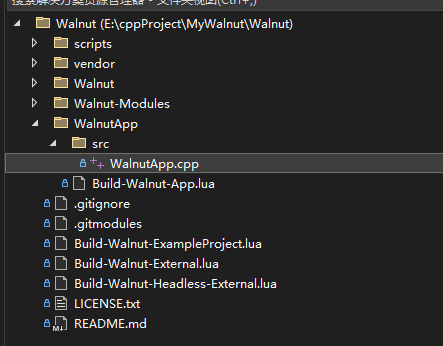 搜索解决方案资源管理器 - 文件夹视图(Ctrl+;)
Walnut (E:\cppProject\MyWalnut\Walnut)
scripts
vendor
Walnut
Walnut-Modules
WalnutApp
src
WalnutApp.cpp
Build-Walnut-App.lua
.gitignore
.gitmodules
Build-Walnut-ExampleProject.lua
Build-Walnut-External.lua
Build-Walnut-Headless-External.lua
LICENSE.txt
README.md